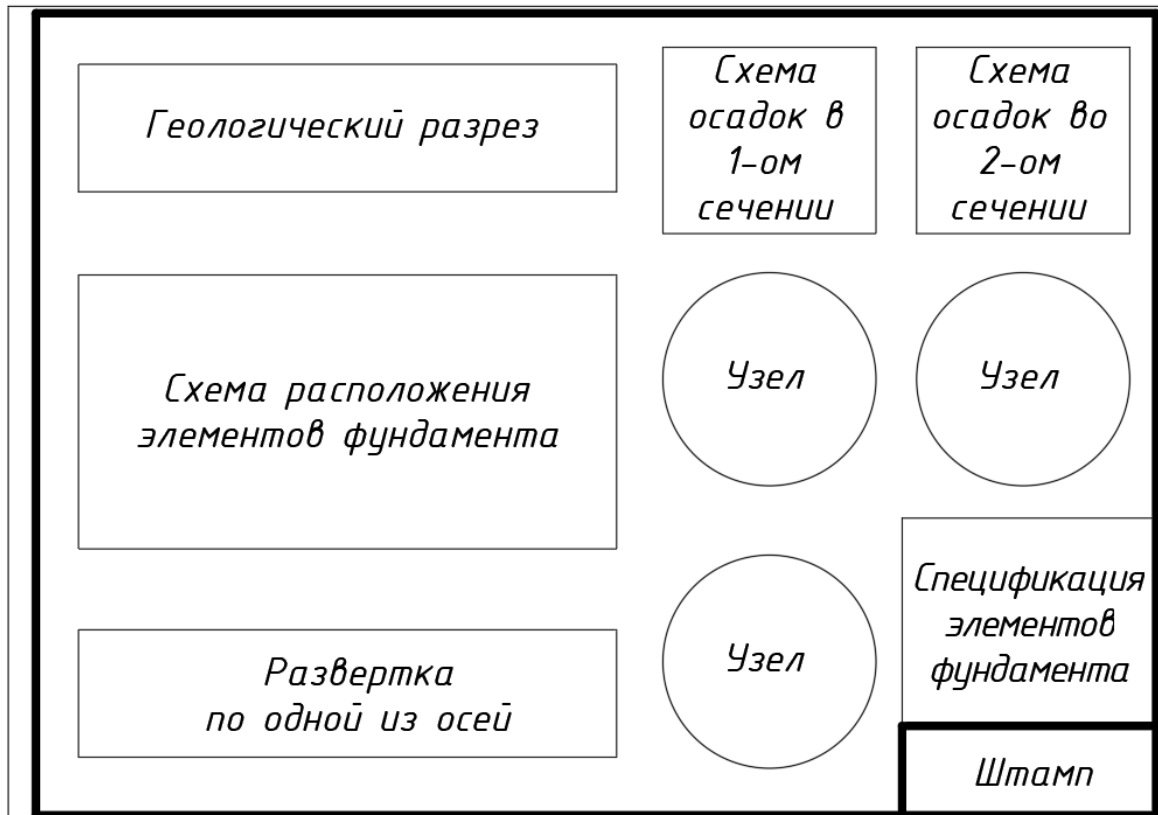 Геологический разрез
Схема
осадок в
1-ом
сечении
Схема
осадок во
2-ом
сечении
Схема расположения
элементов фундамента
Узел
Узел
Развертка
по одной из осей
Узел
Спецификация
элементов
фундамента
Штамп